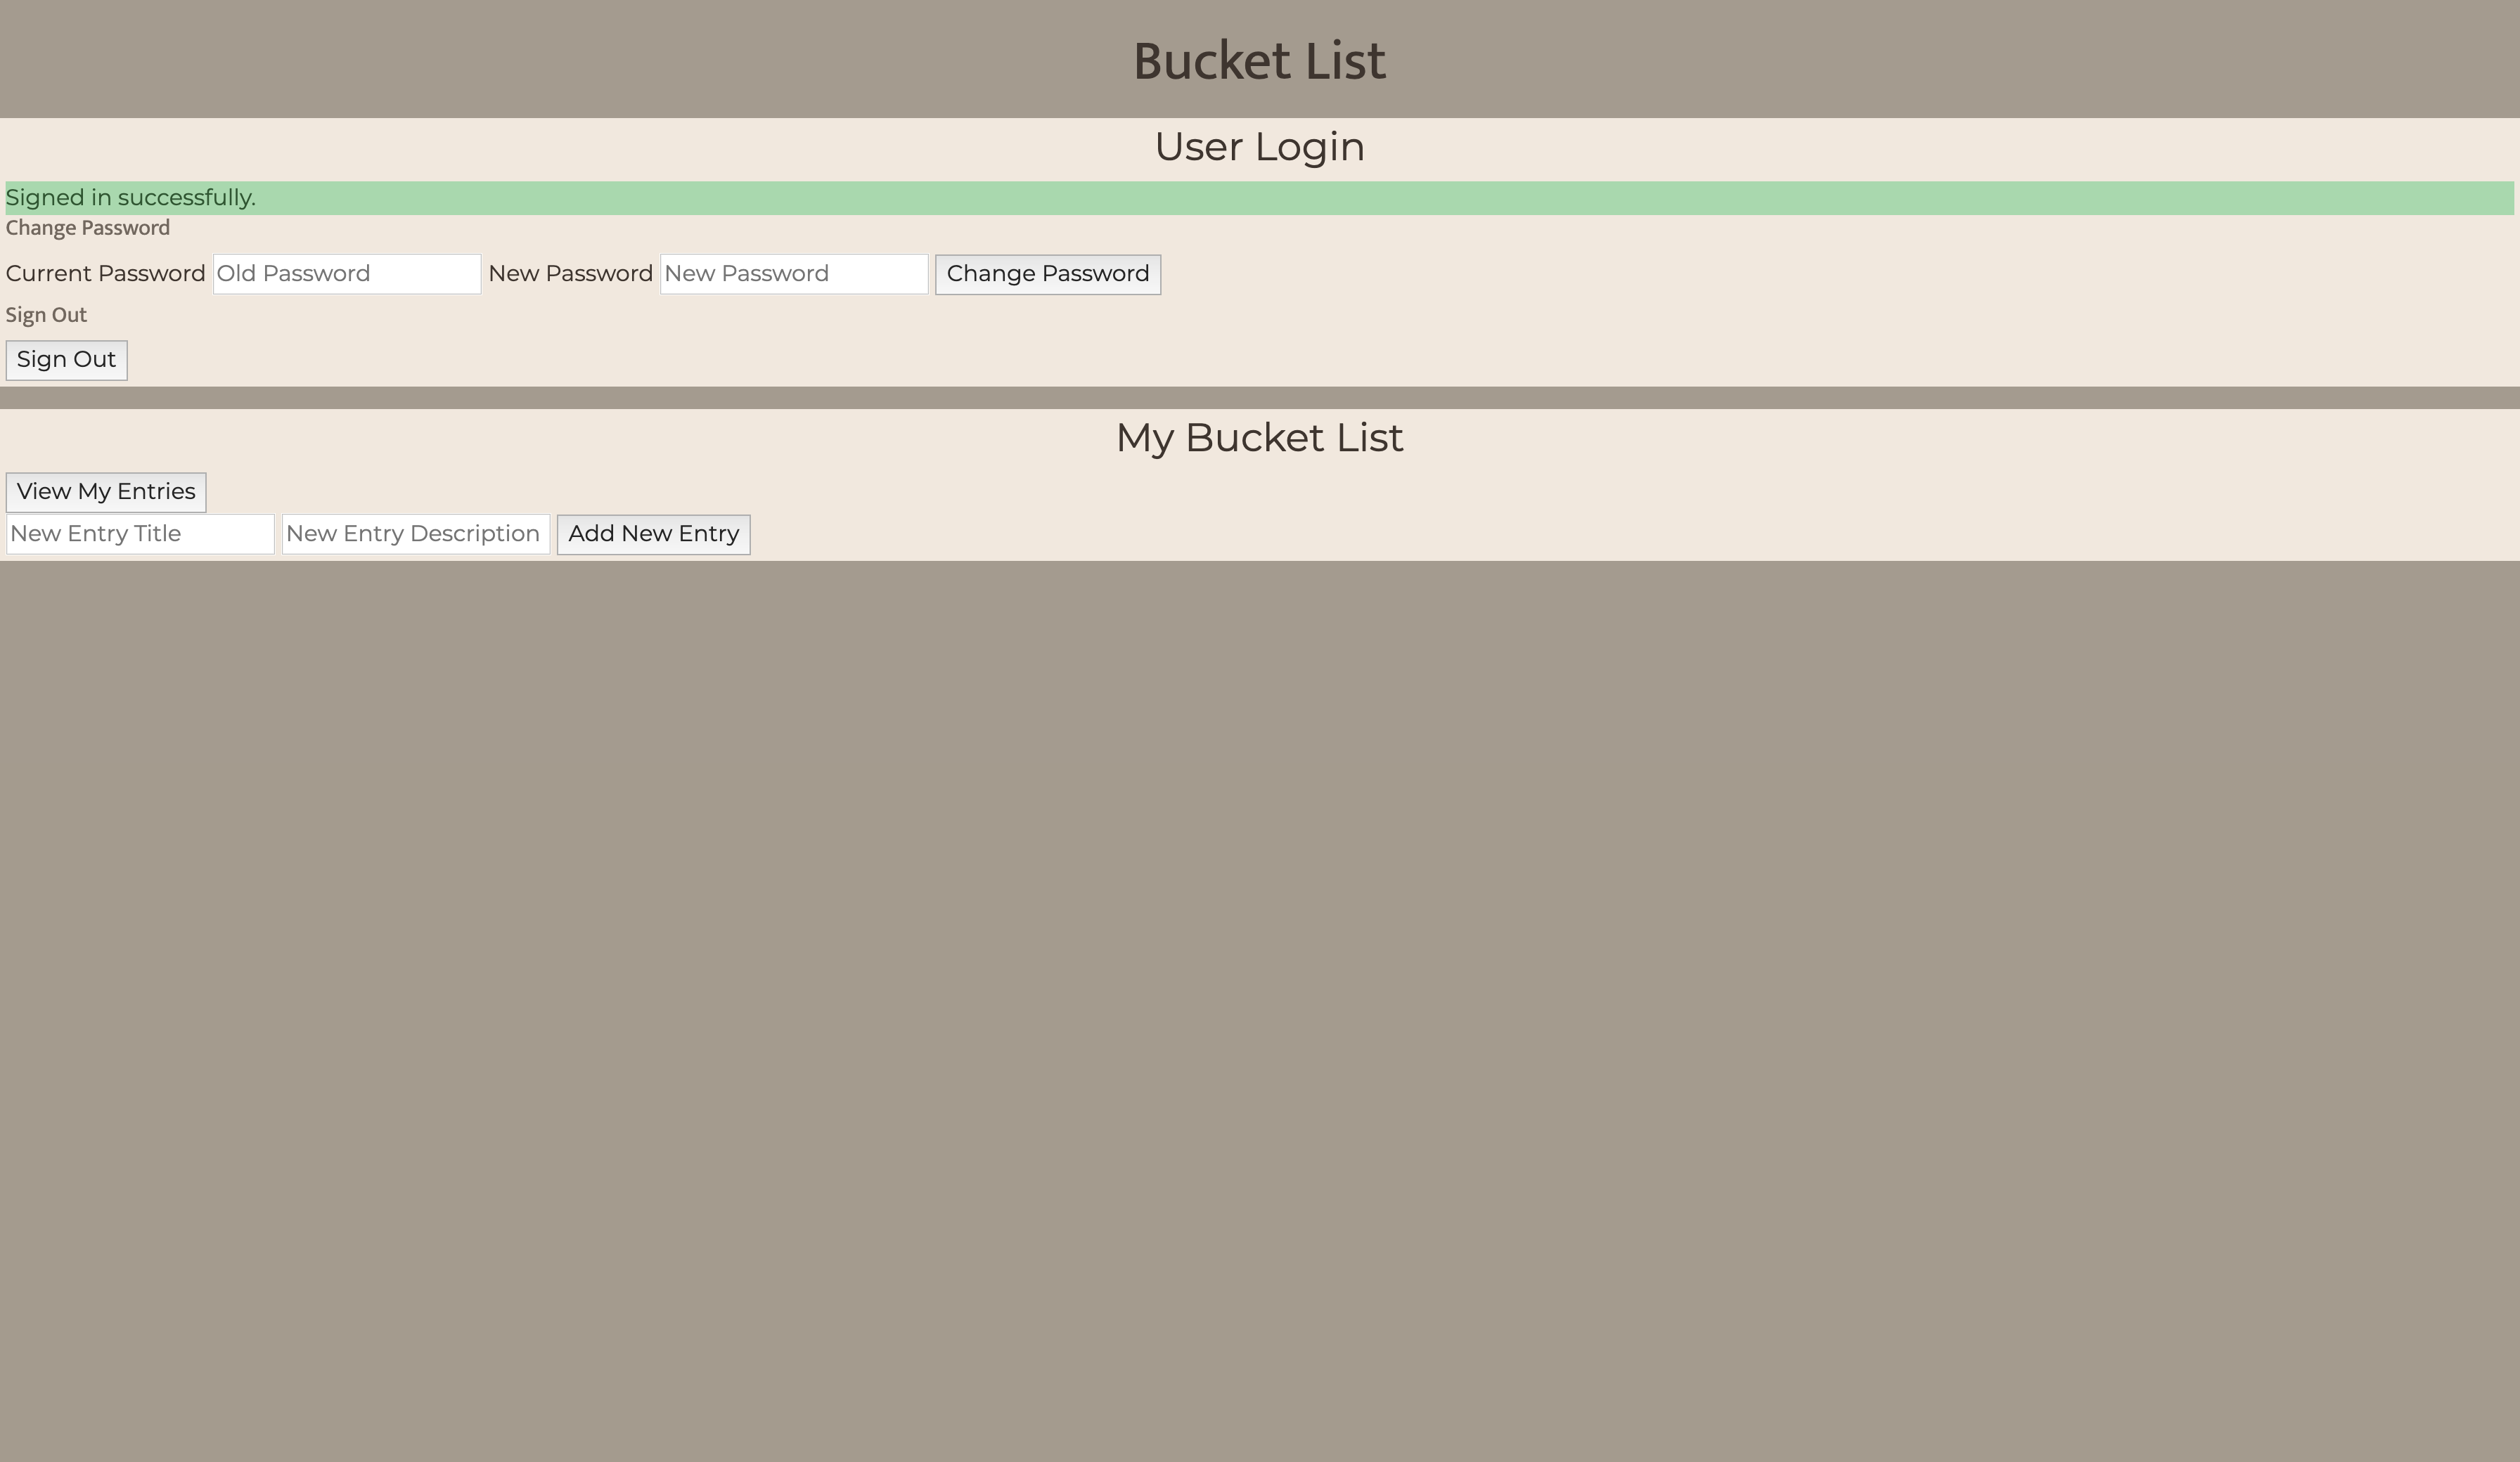 Bucket List
User Login
Signed in successfully.
Change Password
Current Password Old Password New Password New Password Change Password
Sign Out
Sign Out
My Bucket List
View My Entries
New Entry Title New Entry Description Add New Entry